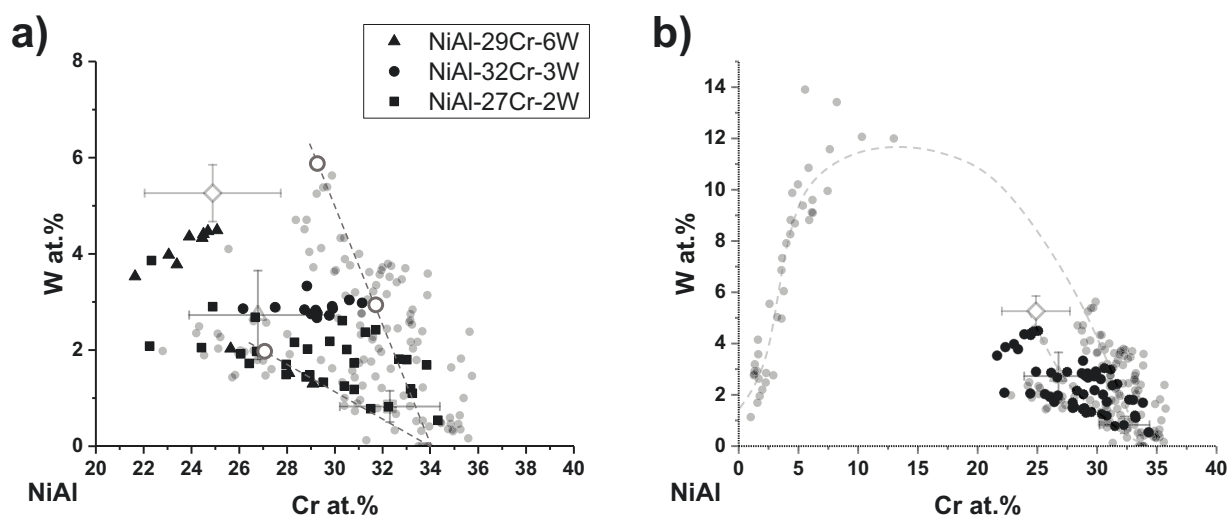 a)
NiAl-29Cr-6W
NiAl-32Cr-3W
NiAl-27Cr-2W
8
6
4
2
0
W at.%
20 22 24 26 28 30 32 34 36 38 40
NiAl
Cr at.%
b)
14
12
10
8
6
4
2
0
W at.%
0 5 10 15 20 25 30 35 40
NiAl
Cr at.%